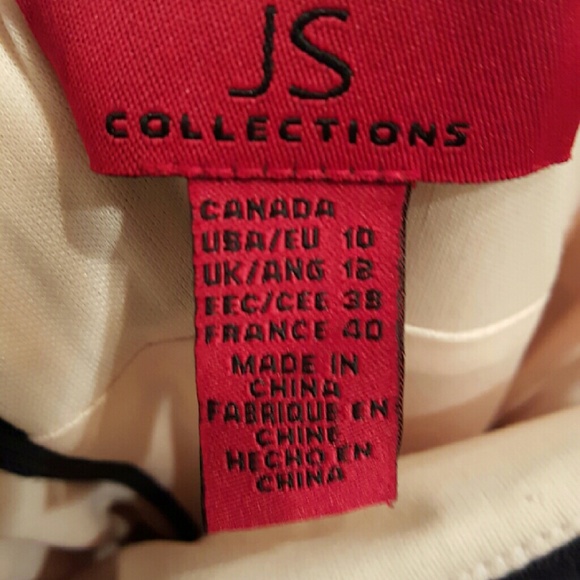 JS
COLLECTIONS
CANADA
USA/EU 10
UK/ANG 12
EEC/CEE 38
FRANCE 40
MADE IN
CHINA
FABRIQUE EN
CHINE
HECHO EN
CHINA